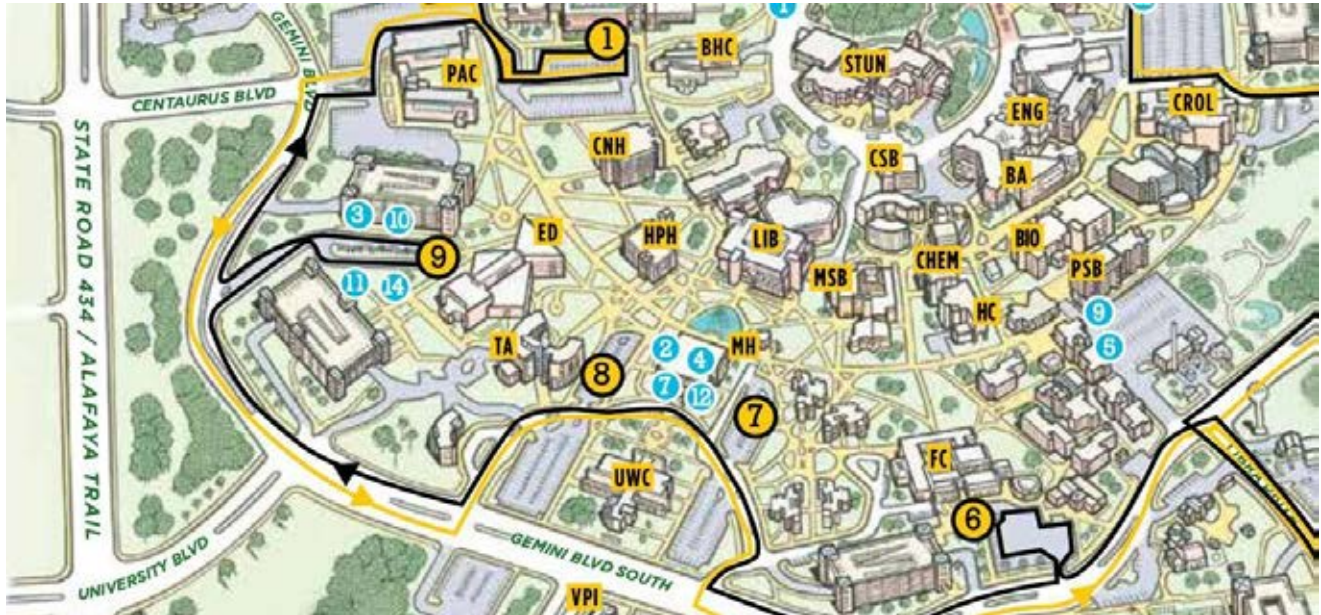 1
BHC
STUN
PAC
GEMINI BLVD
CENTAURUS BLVD
ENG
CROL
STATE ROAD 434 / ALAFAYA TRAIL
CNH
CSB
BA
3
10
ED
HPH
LIB
BIO
CHEM
PSB
9
11
14
MSB
HC
9
5
TA
8
2
4
MH
7
12
7
FC
UWC
6
UNIVERSITY BLVD
GEMINI BLVD SOUTH
VPI